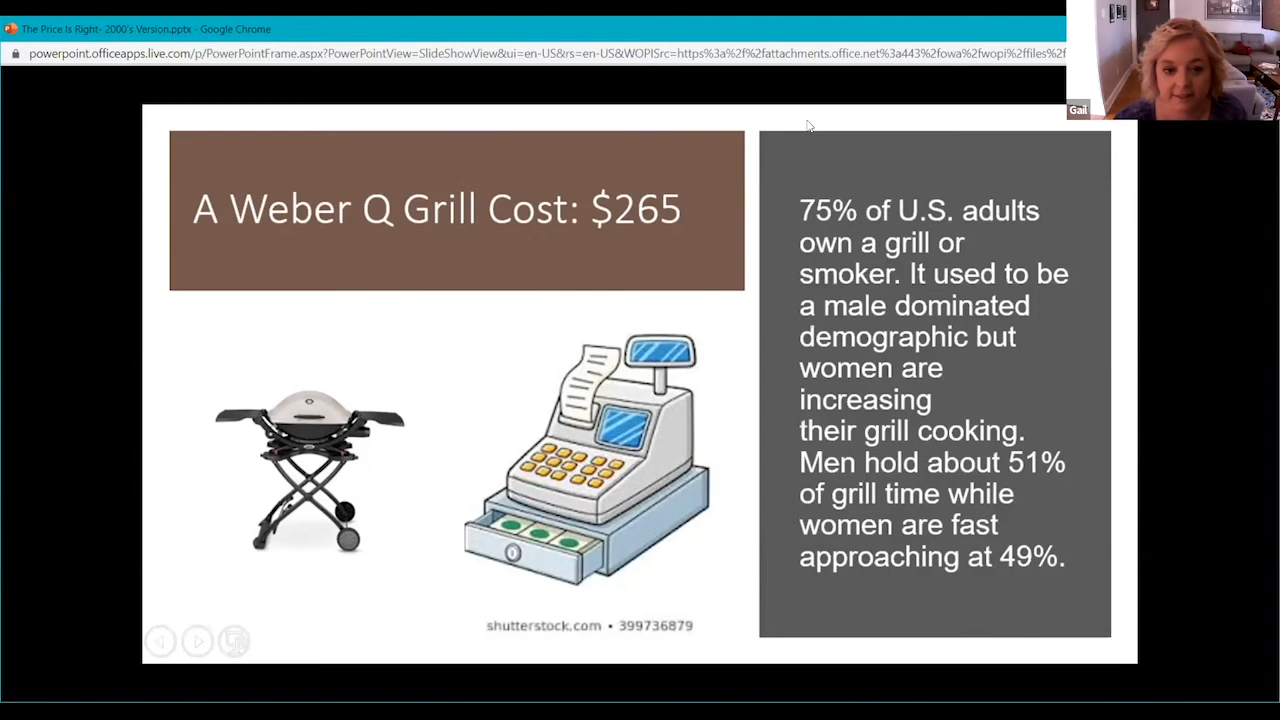 The Price Is Right- 2000's Version.pptx - Google Chrome
powerpoint.officeapps.live.com/p/PowerPointFrame.aspx?PowerPointView=SlideShowView&ui=en-US&rs=en-US&WOPISrc=https%3a%2f%2fattachments.office.net%3a443%2fowa%2fwopi%2ffiles%2f
Gail
A Weber Q Grill Cost: $265
75% of U.S. adults
own a grill or
smoker. It used to be
a male dominated
demographic but
women are
increasing
their grill cooking.
Men hold about 51%
of grill time while
women are fast
approaching at 49%.
shutterstock.com • 399736879